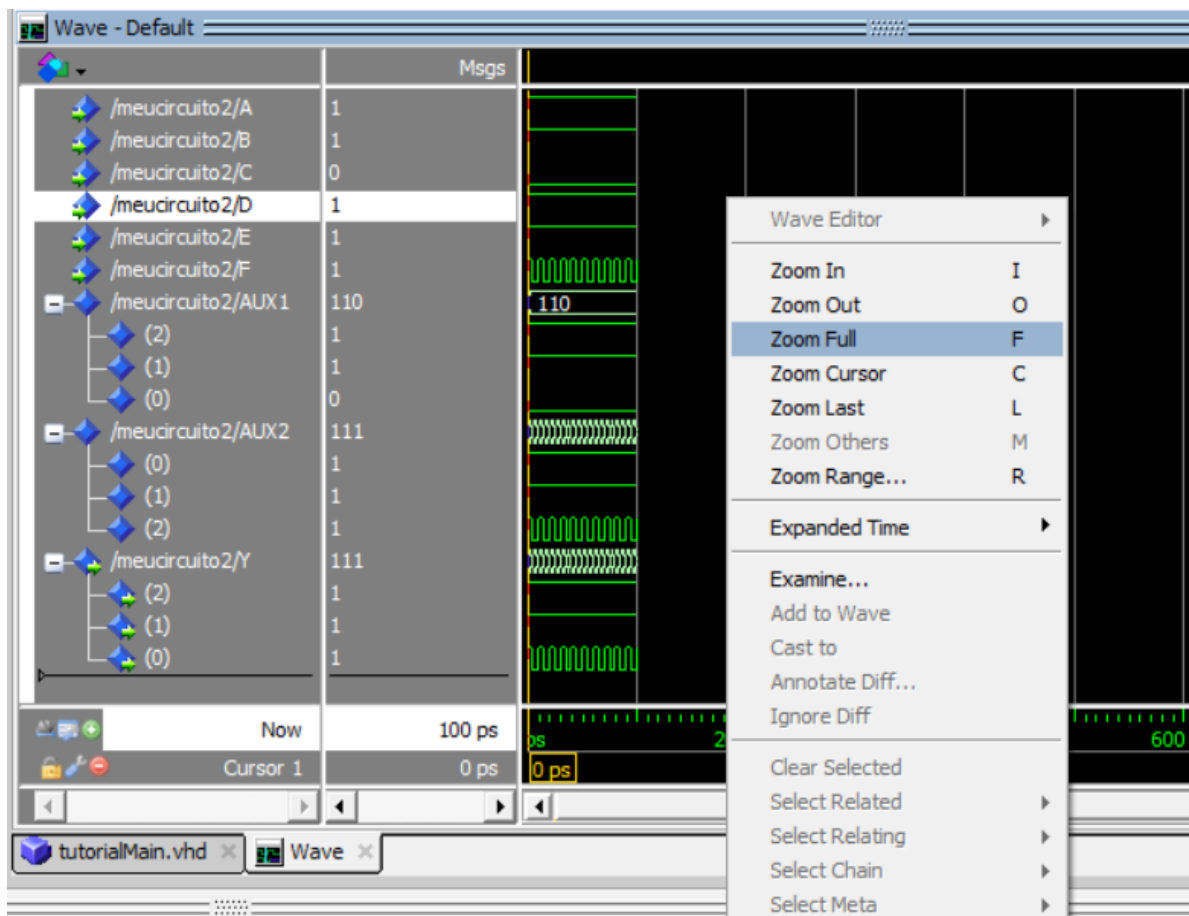 Wave - Default
Msgs
/meucircuito2/A 1
/meucircuito2/B 1
/meucircuito2/C 0
/meucircuito2/D 1
/meucircuito2/E 1
/meucircuito2/F 1
/meucircuito2/AUX1 110 110
(2) 1
(1) 1
(0) 0
/meucircuito2/AUX2 111
(0) 1
(1) 1
(2) 1
/meucircuito2/Y 111
(2) 1
(1) 1
(0) 1
Now 100 ps ps 2 600
Cursor 1 0 ps 0 ps
tutorialMain.vhd Wave
Wave Editor
Zoom In I
Zoom Out O
Zoom Full F
Zoom Cursor C
Zoom Last L
Zoom Others M
Zoom Range... R
Expanded Time
Examine...
Add to Wave
Cast to
Annotate Diff...
Ignore Diff
Clear Selected
Select Related
Select Relating
Select Chain
Select Meta